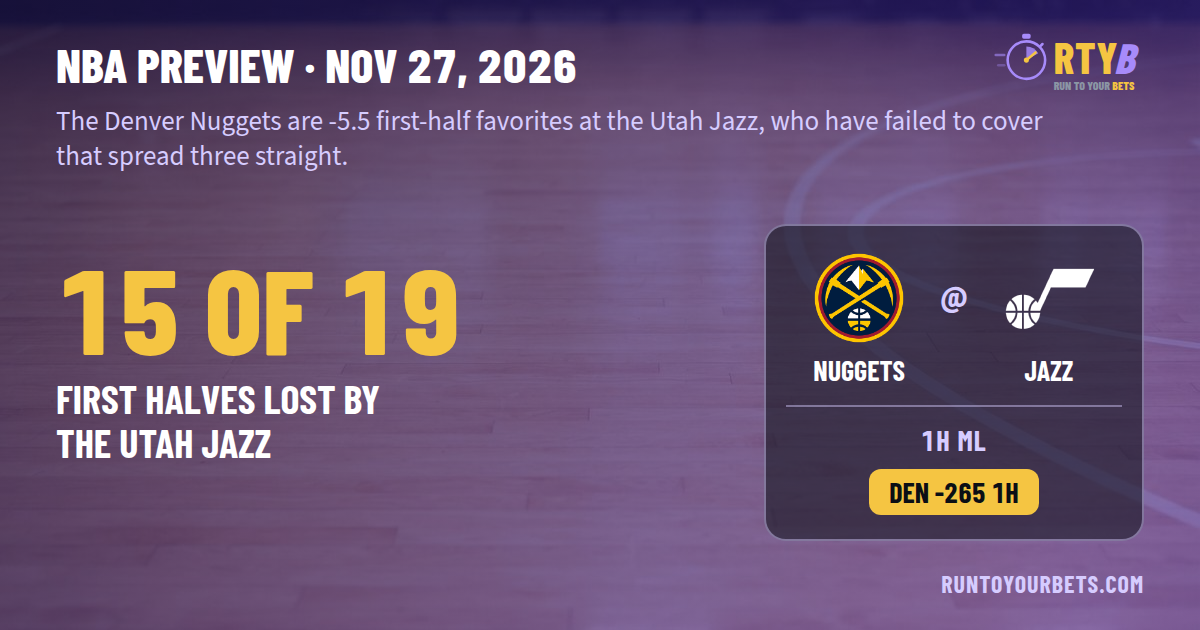 NBA PREVIEW · NOV 27, 2026
RTYB
RUN TO YOUR BETS
The Denver Nuggets are -5.5 first-half favorites at the Utah Jazz, who have failed to cover
that spread three straight.
15 OF 19
FIRST HALVES LOST BY
THE UTAH JAZZ
@
NUGGETS
JAZZ
1H ML
DEN -265 1H
RUNTOYOURBETS.COM